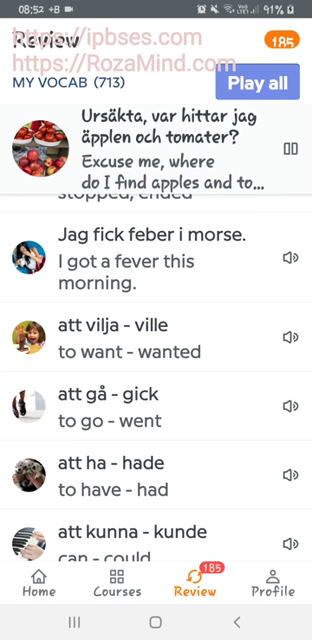 08:52 +B
91%
https://ipbses.com
Review
185
https://RozaMind.com
MY VOCAB (713)
Play all
Ursäkta, var hittar jag
äpplen och tomater?
Excuse me, where
do I find apples and to...
stopped, ended
Jag fick feber i morse.
I got a fever this
morning.
att vilja - ville
to want - wanted
att gå - gick
to go - went
att ha - hade
to have - had
att kunna - kunde
can - could
185
Home Courses Review Profile